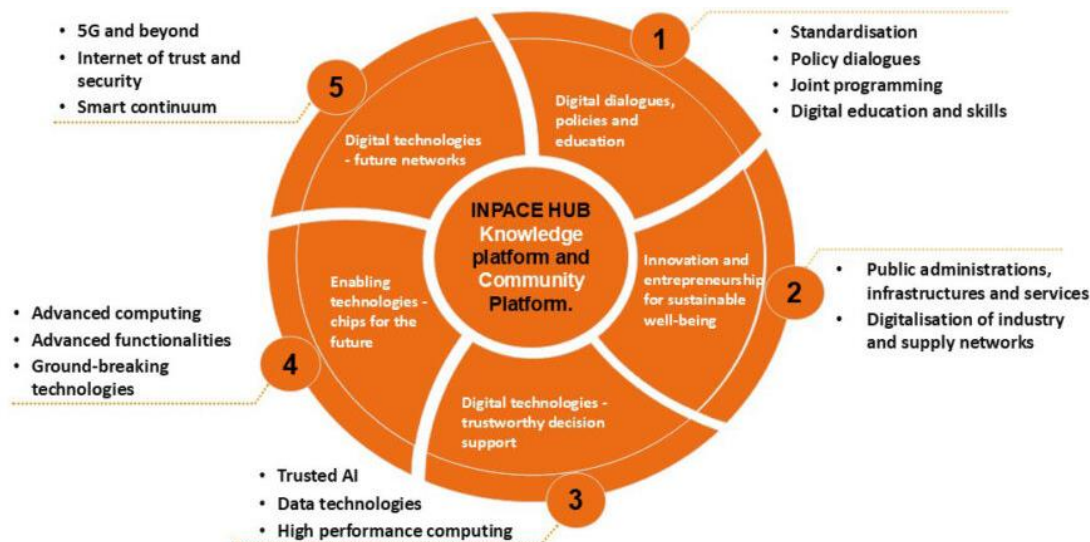 1
• Standardisation
• Policy dialogues
• Joint programming
• Digital education and skills
Digital dialogues,
policies and
education
2
• Public administrations,
infrastructures and services
• Digitalisation of industry
and supply networks
Innovation and
entrepreneurship
for sustainable
well-being
3
• Trusted AI
• Data technologies
• High performance computing
Digital technologies -
trustworthy decision
support
4
• Advanced computing
• Advanced functionalities
• Ground-breaking
technologies
Enabling
technologies -
chips for the
future
5
• 5G and beyond
• Internet of trust and
security
• Smart continuum
Digital technologies
- future networks
INPACE HUB
Knowledge
platform and
Community
Platform.